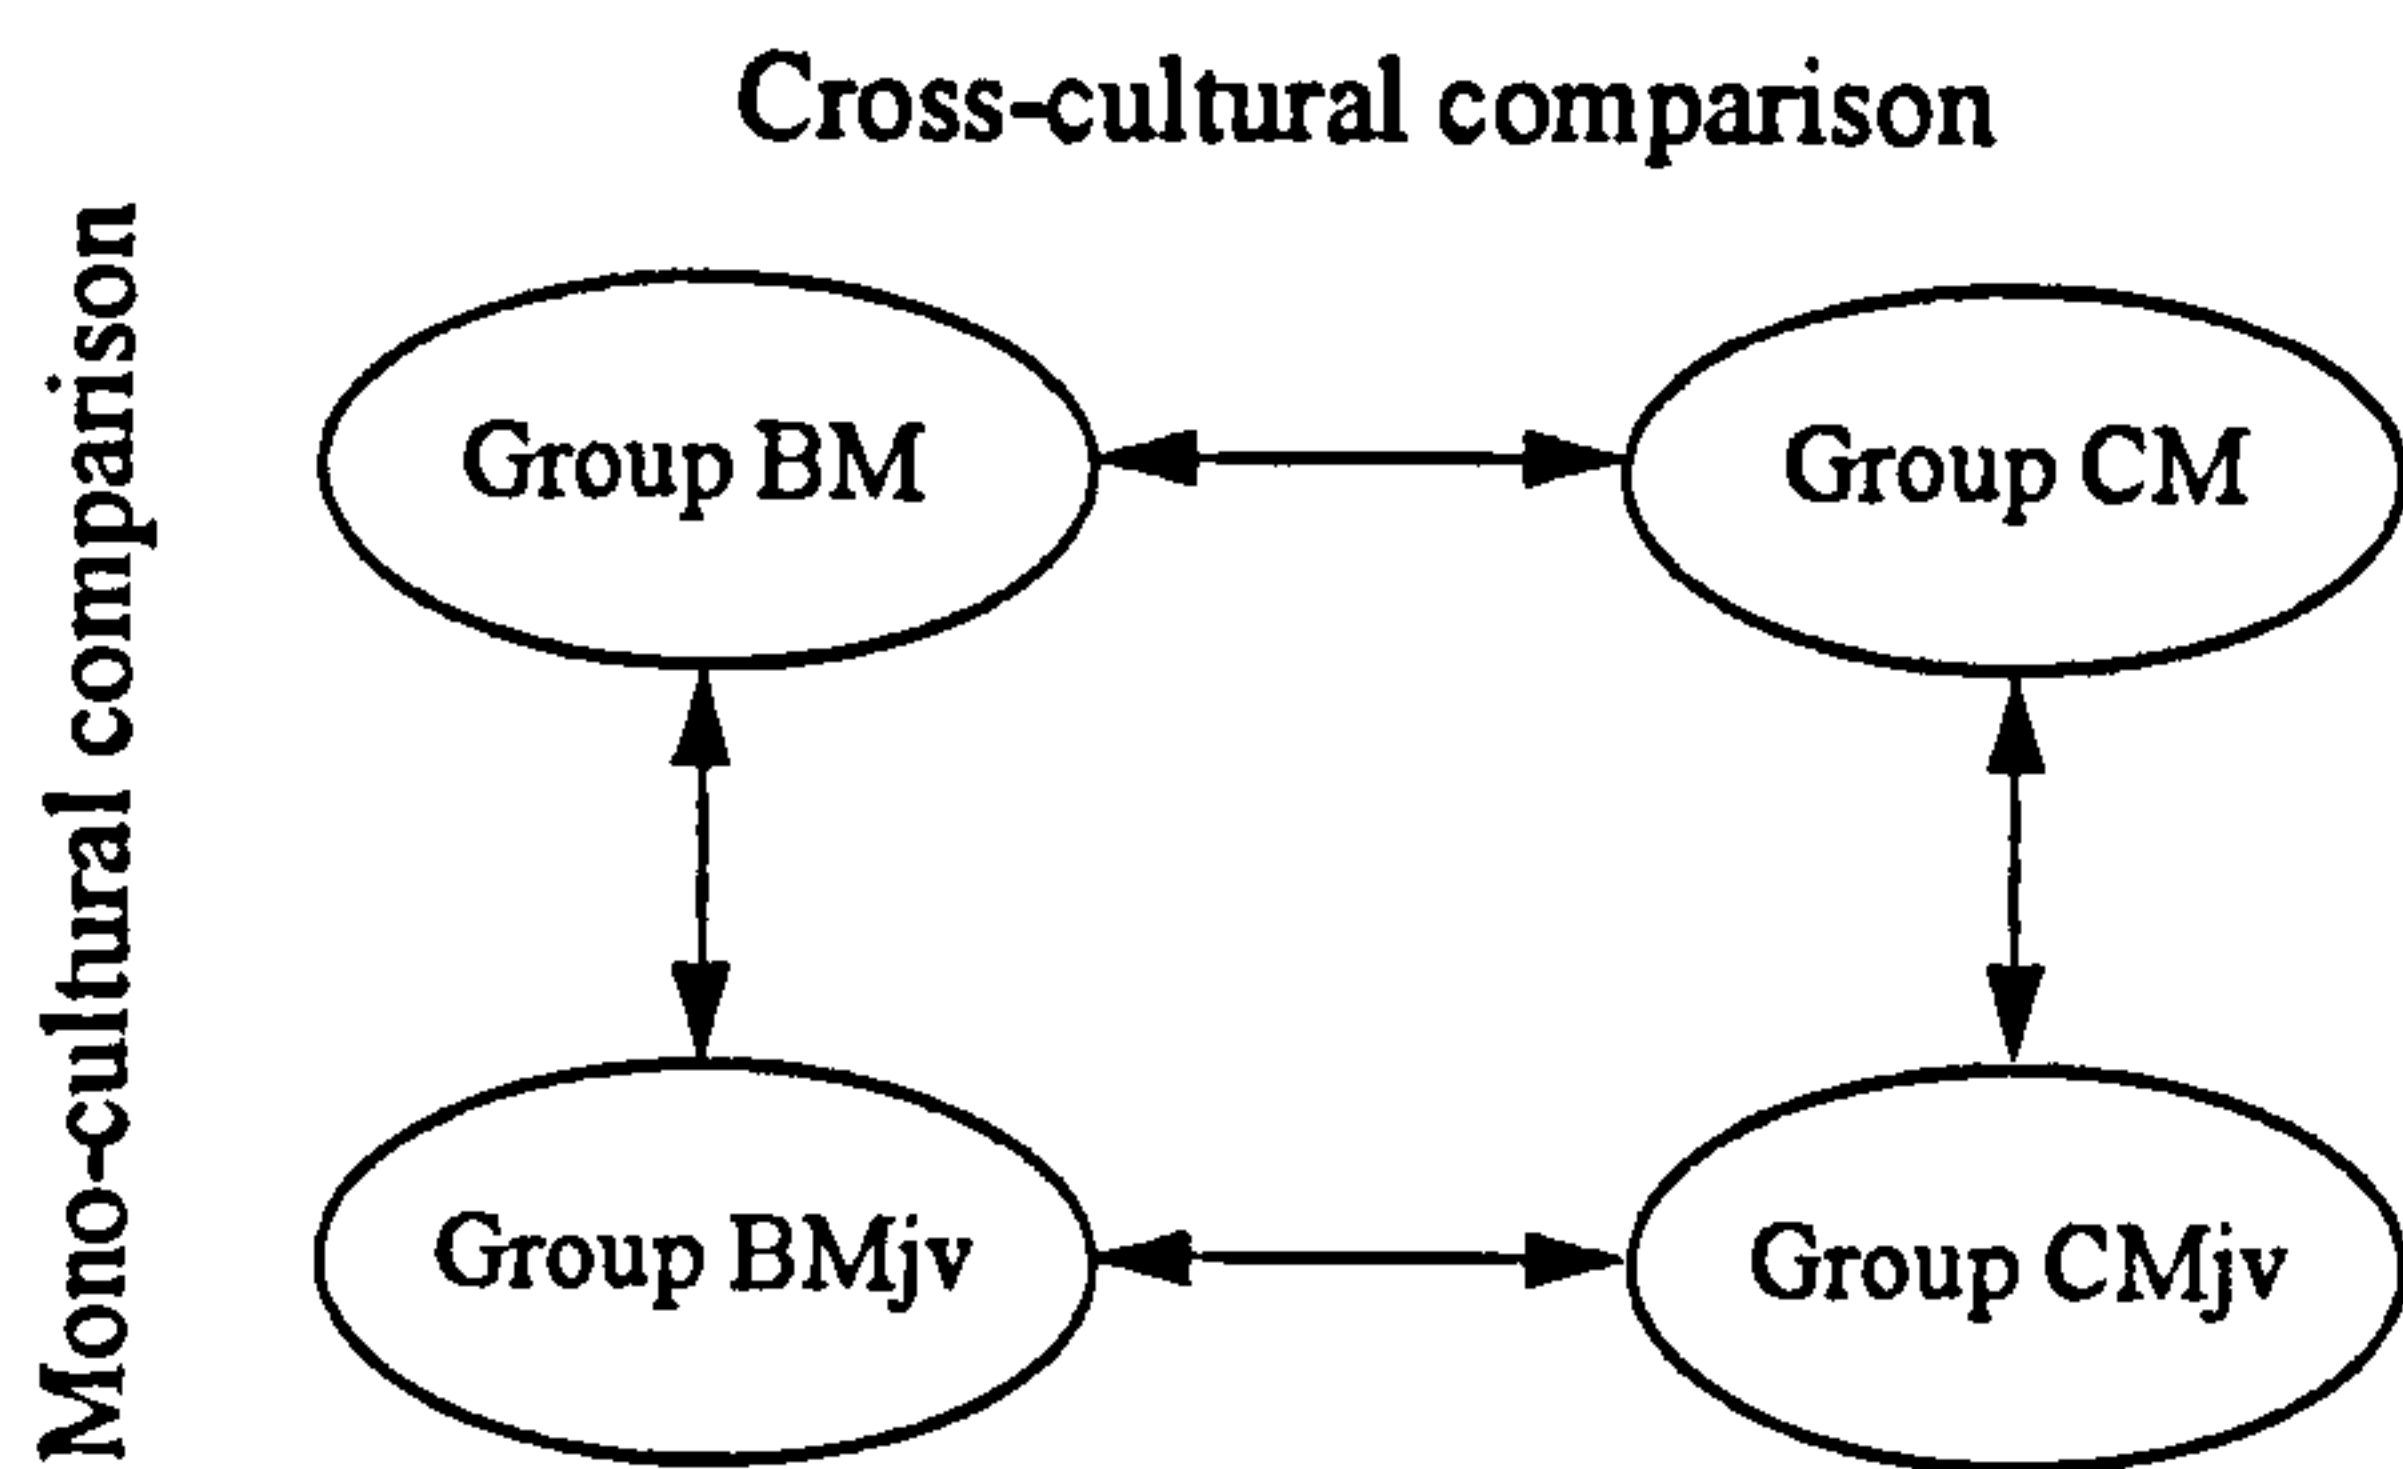 Cross-cultural comparison
Mono-cultural comparison
Group BM
Group CM
Group BMjv
Group CMjv